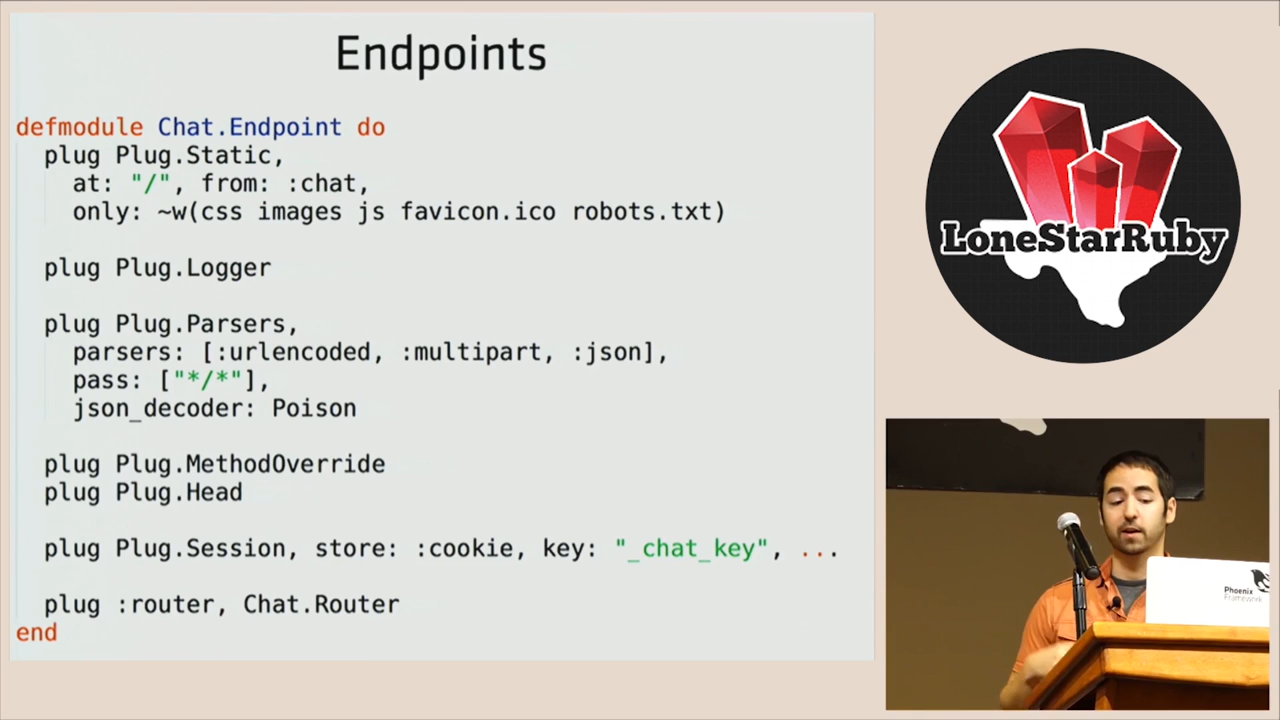 Endpoints
defmodule Chat.Endpoint do
plug Plug.Static,
at: "/", from: :chat,
only: ~w(css images js favicon.ico robots.txt)
plug Plug.Logger
plug Plug.Parsers,
parsers: [:urlencoded, :multipart, :json],
pass: ["*/*"],
json_decoder: Poison
plug Plug.MethodOverride
plug Plug.Head
plug Plug.Session, store: :cookie, key: "_chat_key", ...
plug :router, Chat.Router
end
LoneStarRuby
Phoenix
Framework